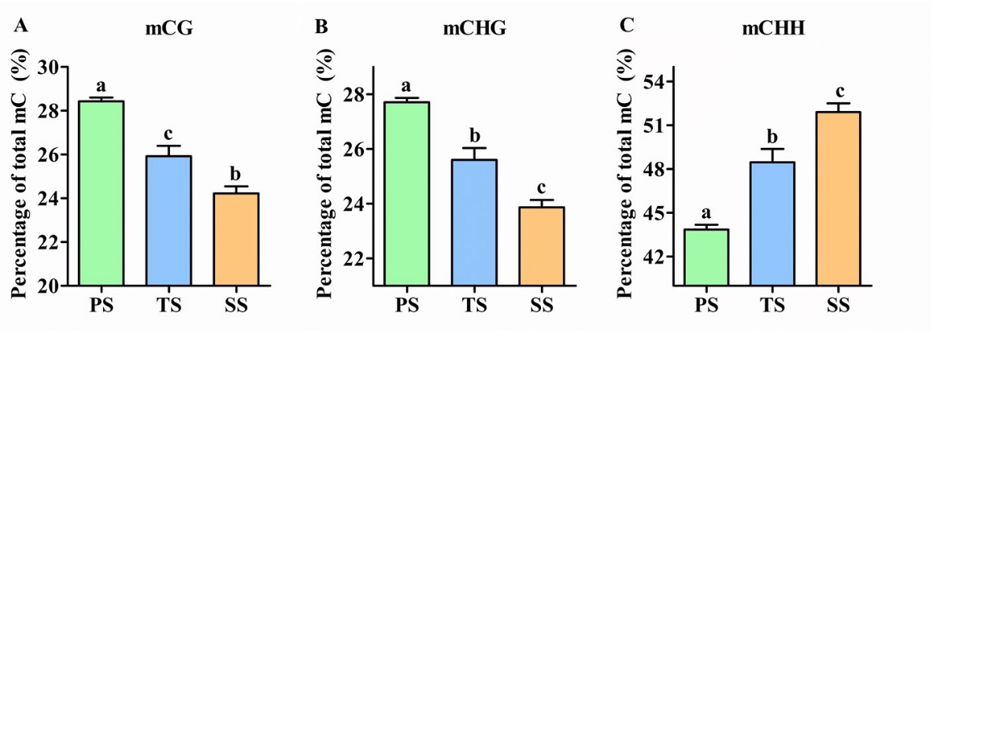 A
mCG
Percentage of total mC (%)
30
28
26
24
22
20
a
c
b
PS
TS
SS
B
mCHG
Percentage of total mC (%)
28
26
24
22
a
b
c
PS
TS
SS
C
mCHH
Percentage of total mC (%)
54
51
48
45
42
a
b
c
PS
TS
SS